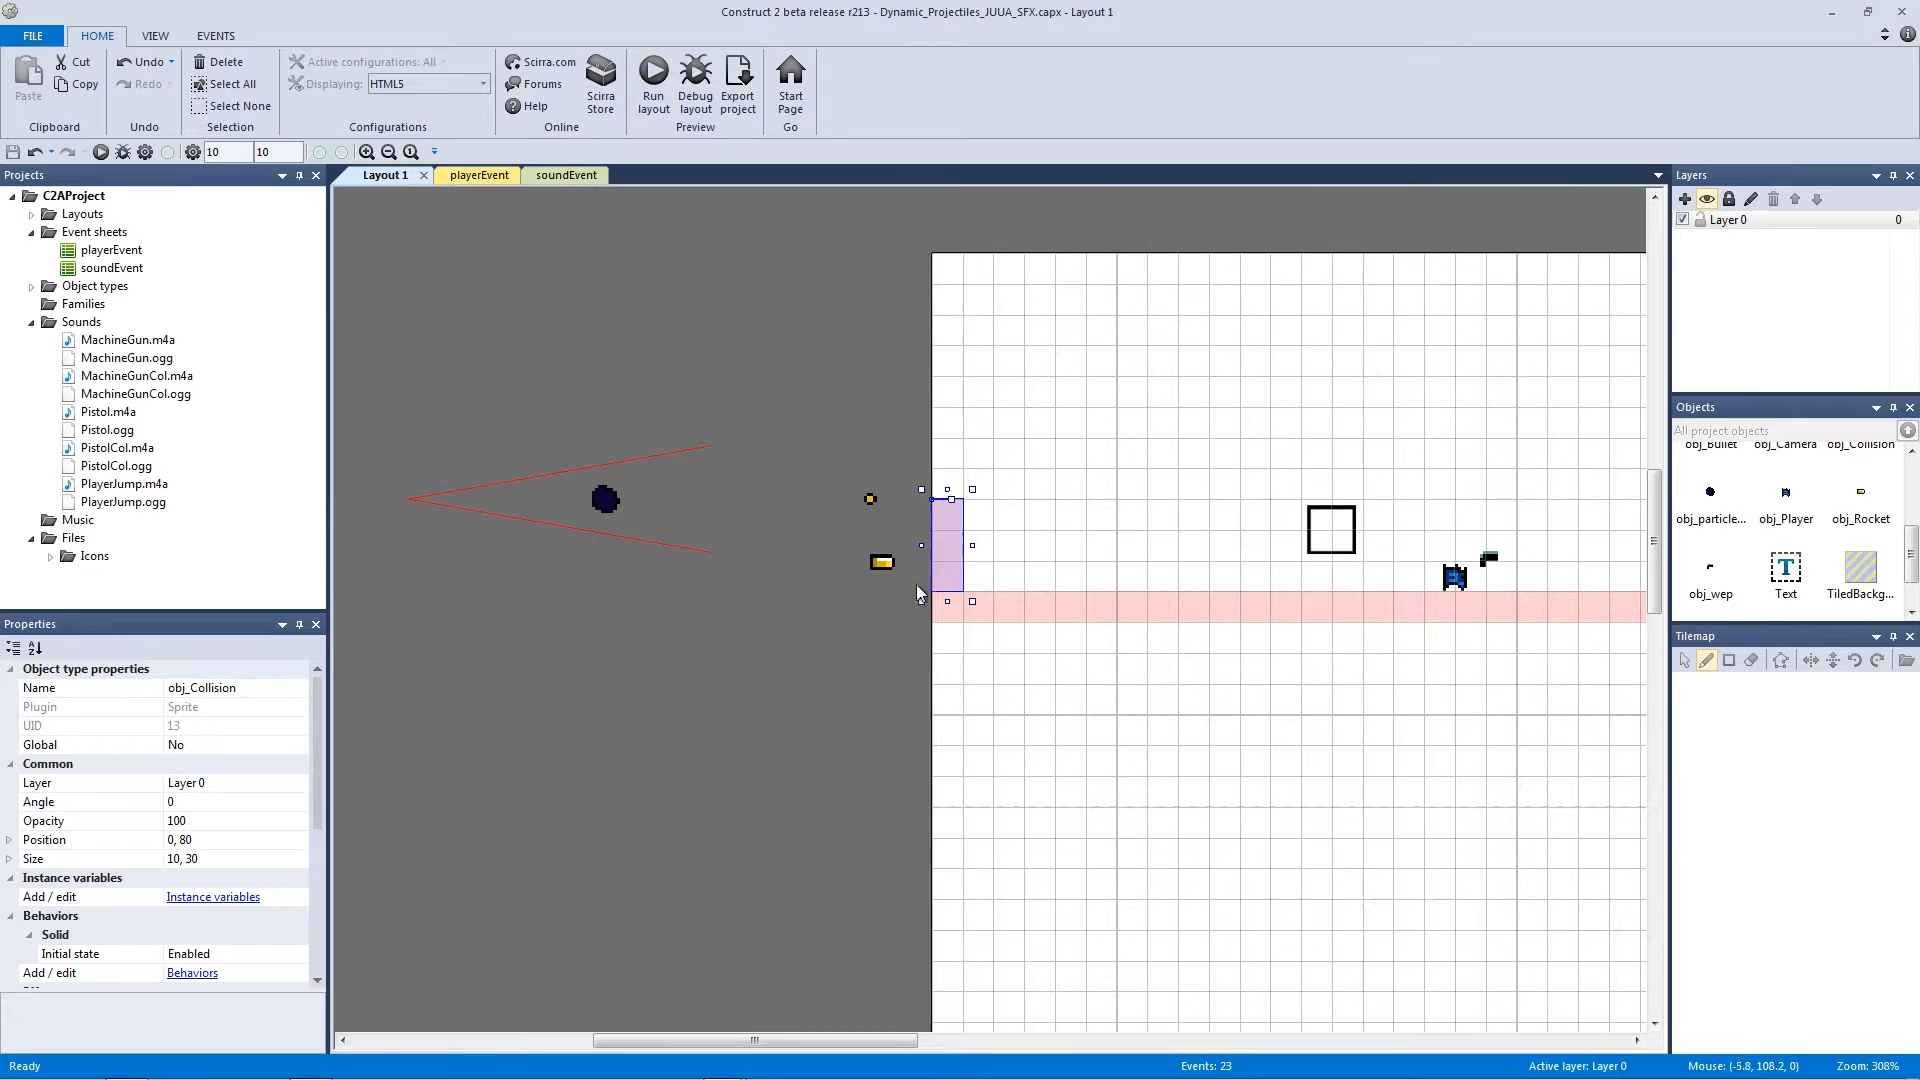 Construct 2 beta release r213 - Dynamic_Projectiles_JUUA_SFX.capx - Layout 1
FILE HOME VIEW EVENTS
Paste
Cut
Copy
Clipboard
Undo
Redo
Undo
Delete
Select All
Select None
Selection
Active configurations: All
Displaying: HTML5
Configurations
Scirra.com
Forums
Help
Scirra Store
Online
Run layout
Debug layout
Export project
Preview
Start Page
Go
10 10
Projects
C2AProject
Layouts
Event sheets
playerEvent
soundEvent
Object types
Families
Sounds
MachineGun.m4a
MachineGun.ogg
MachineGunCol.m4a
MachineGunCol.ogg
Pistol.m4a
Pistol.ogg
PistolCol.m4a
PistolCol.ogg
PlayerJump.m4a
PlayerJump.ogg
Music
Files
Icons
Properties
Object type properties
Name obj_Collision
Plugin Sprite
UID 13
Global No
Common
Layer Layer 0
Angle 0
Opacity 100
Position 0, 80
Size 10, 30
Instance variables
Add / edit Instance variables
Behaviors
Solid
Initial state Enabled
Add / edit Behaviors
Layout 1 playerEvent soundEvent
Layers
Layer 0 0
Objects
All project objects
obj_Bullet obj_Camera obj_Collision
obj_particle... obj_Player obj_Rocket
T
obj_wep Text TiledBackg...
Tilemap
Ready Events: 23 Active layer: Layer 0 Mouse: (-5.8, 108.2, 0) Zoom: 308%